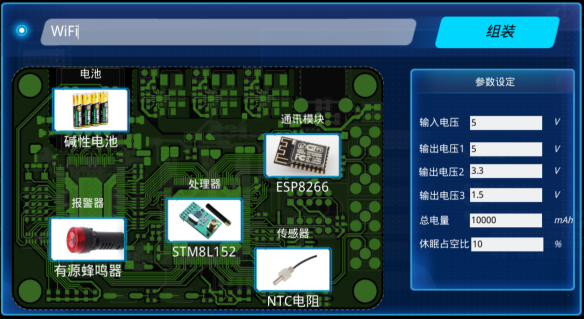 WiFi
组装
电池
碱性电池
通讯模块
ESP8266
处理器
STM8L152
报警器
有源蜂鸣器
传感器
NTC电阻
参数设定
输入电压 5 V
输出电压1 5 V
输出电压2 3.3 V
输出电压3 1.5 V
总电量 10000 mAh
休眠占空比 10 %